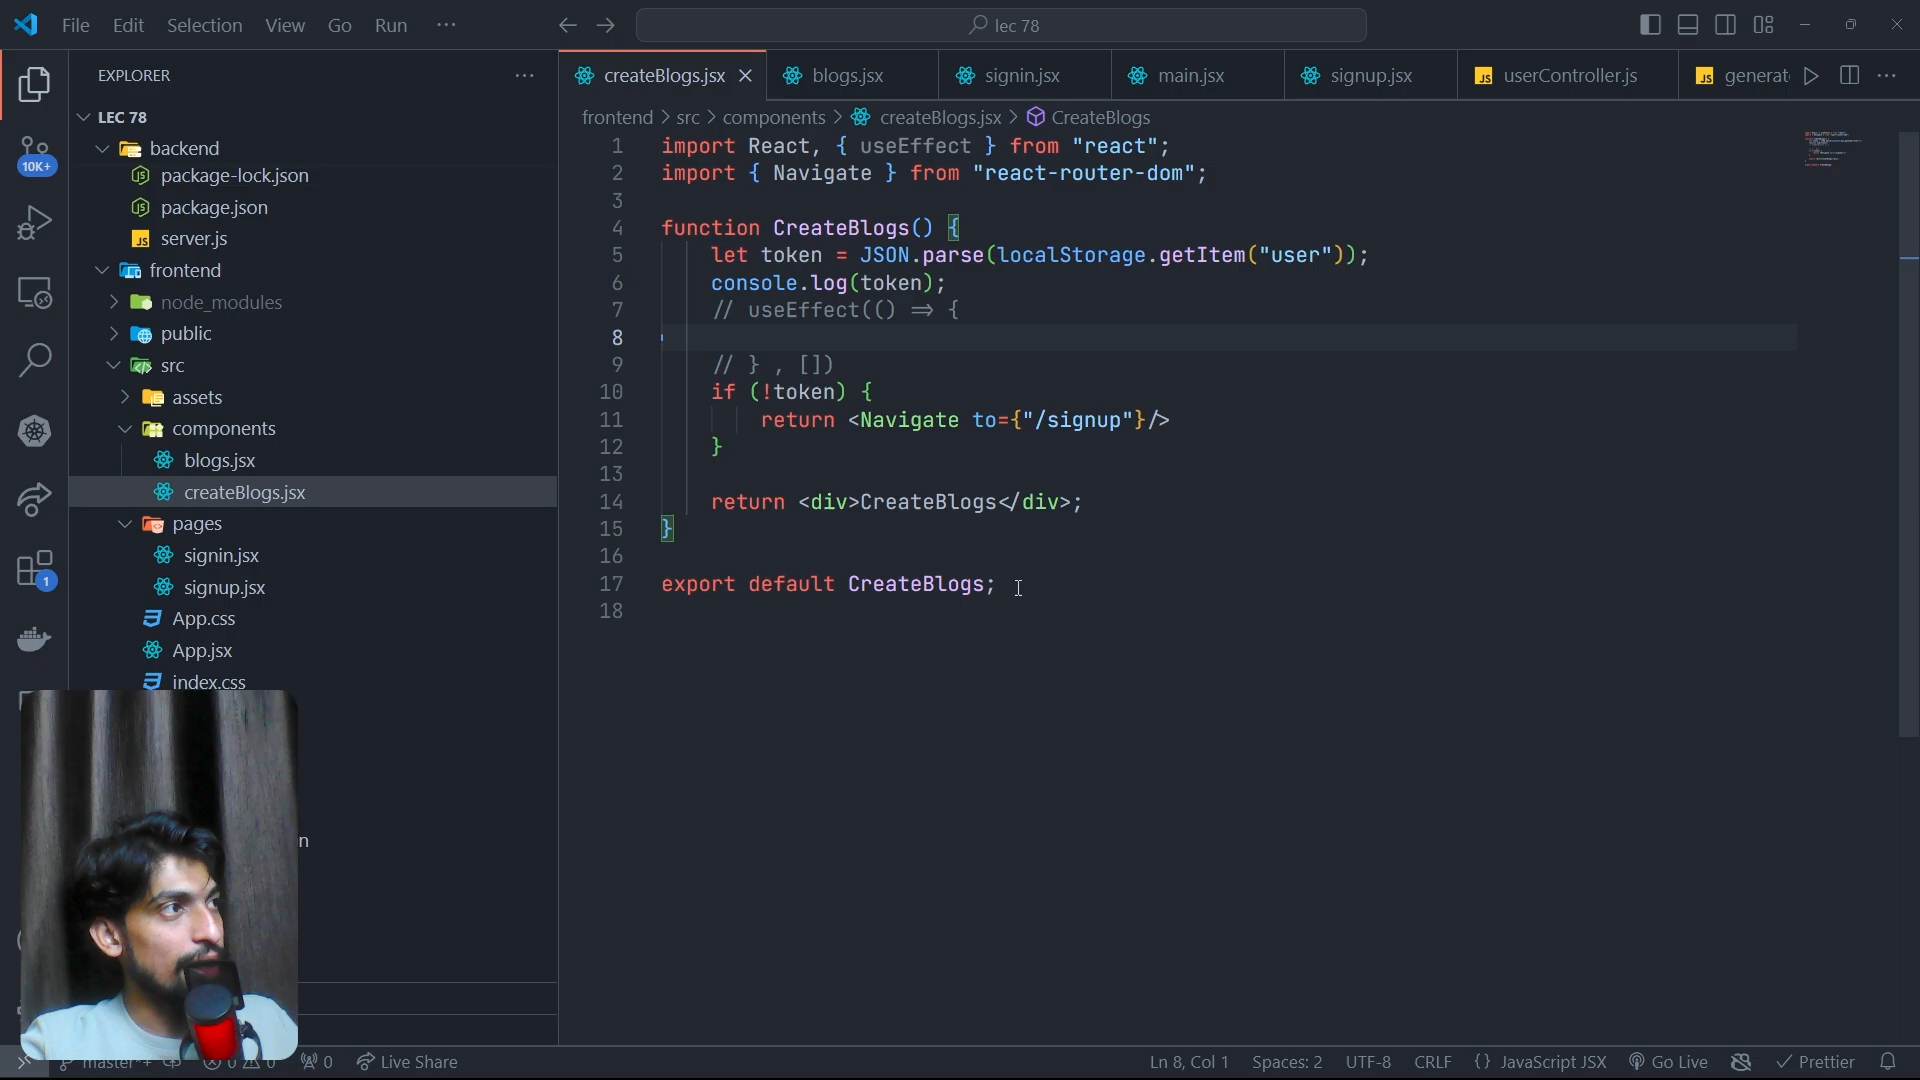 File Edit Selection View Go Run ···
lec 78
EXPLORER
LEC 78
backend
package-lock.json
package.json
server.js
frontend
node_modules
public
src
assets
components
blogs.jsx
createBlogs.jsx
pages
signin.jsx
signup.jsx
App.css
App.jsx
index.css
n
10K+
1
createBlogs.jsx blogs.jsx signin.jsx main.jsx signup.jsx JS userController.js JS generat
frontend > src > components > createBlogs.jsx > CreateBlogs
1 import React, { useEffect } from "react";
2 import { Navigate } from "react-router-dom";
3
4 function CreateBlogs() {
5 let token = JSON.parse(localStorage.getItem("user"));
6 console.log(token);
7 // useEffect(() => {
8
9 // } , [])
10 if (!token) {
11 return <Navigate to={"/signup"}/>
12 }
13
14 return <div>CreateBlogs</div>;
15 }
16
17 export default CreateBlogs;
18
master*+ 0 0 0 Live Share Ln 8, Col 1 Spaces: 2 UTF-8 CRLF {} JavaScript JSX Go Live Prettier